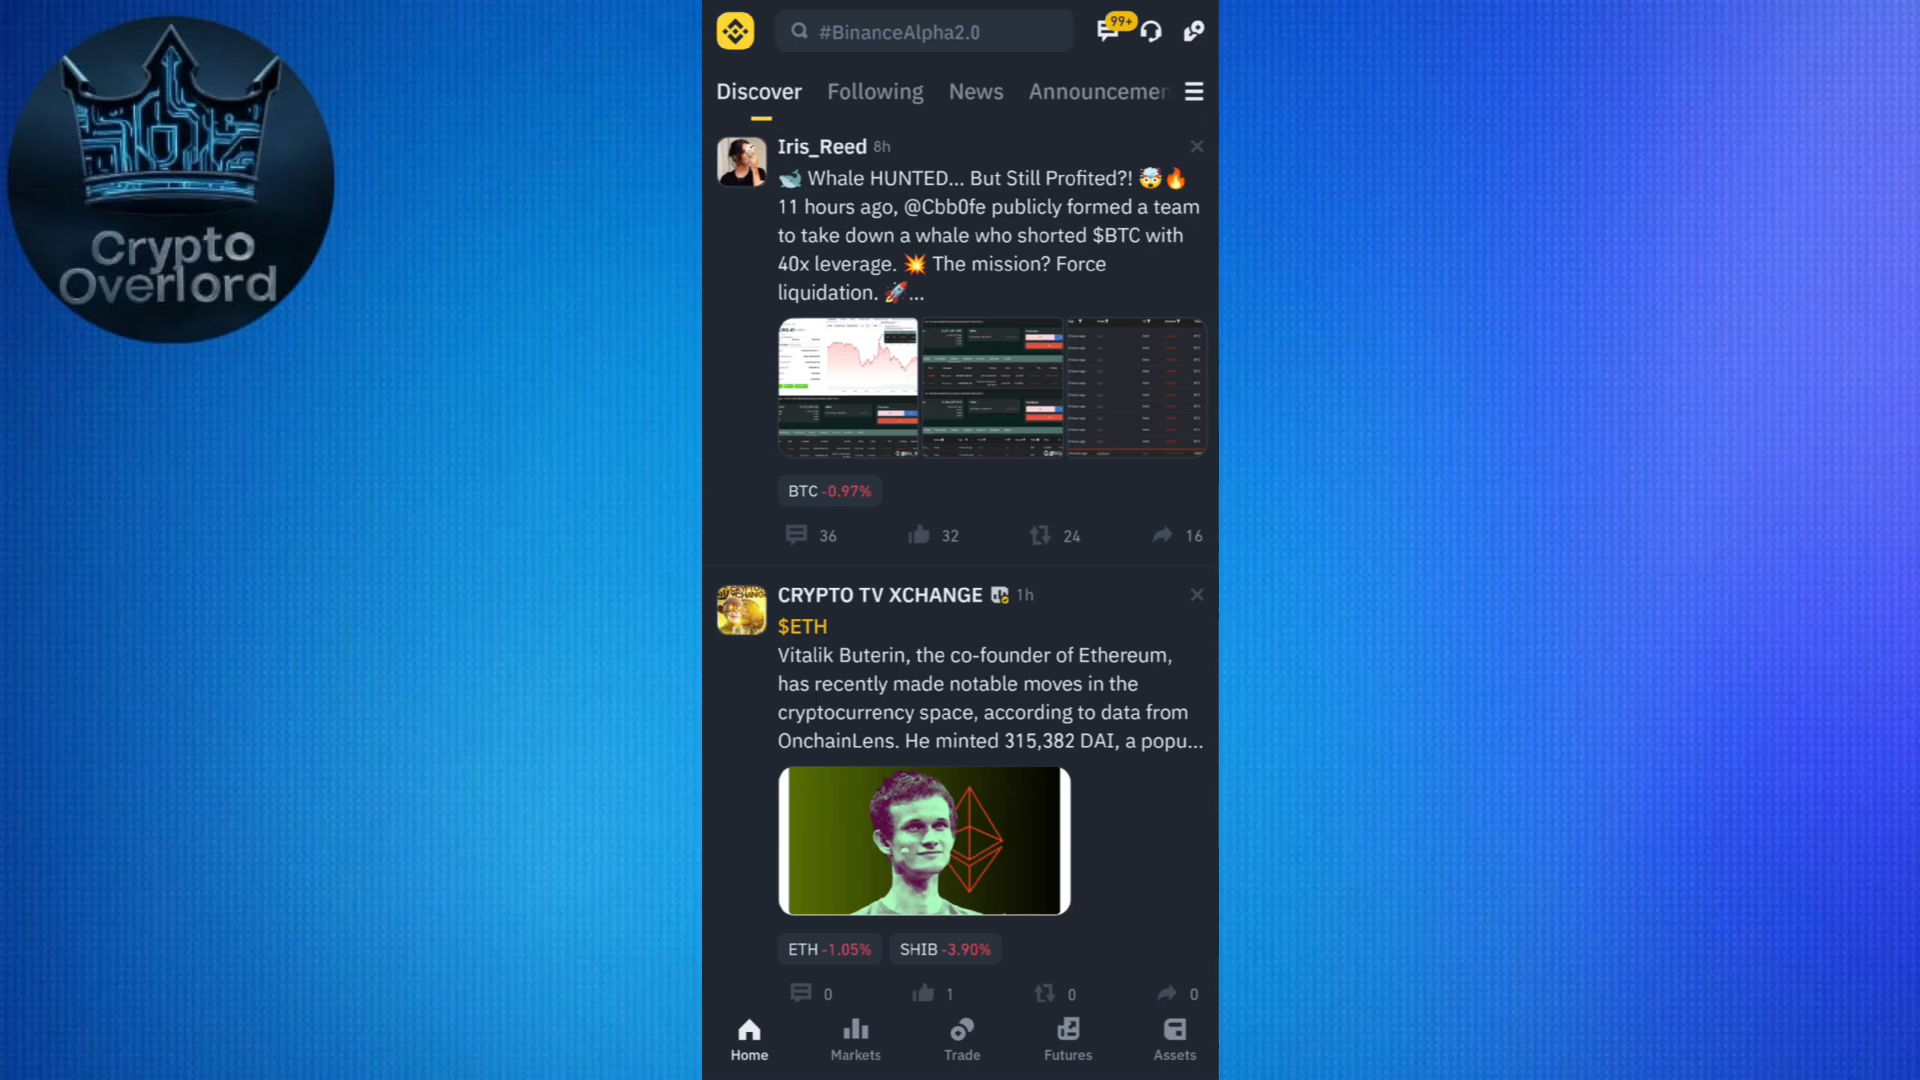 Crypto
Overlord
#BinanceAlpha2.0
99+
Discover Following News Announcemen
Iris_Reed 8h
🐋 Whale HUNTED... But Still Profited?! 🤯🔥
11 hours ago, @Cbb0fe publicly formed a team
to take down a whale who shorted $BTC with
40x leverage. 💥 The mission? Force
liquidation. 🚀...
BTC -0.97%
36 32 24 16
CRYPTO TV XCHANGE 1h
$ETH
Vitalik Buterin, the co-founder of Ethereum,
has recently made notable moves in the
cryptocurrency space, according to data from
OnchainLens. He minted 315,382 DAI, a popu...
ETH -1.05% SHIB -3.90%
0 1 0 0
Home Markets Trade Futures Assets